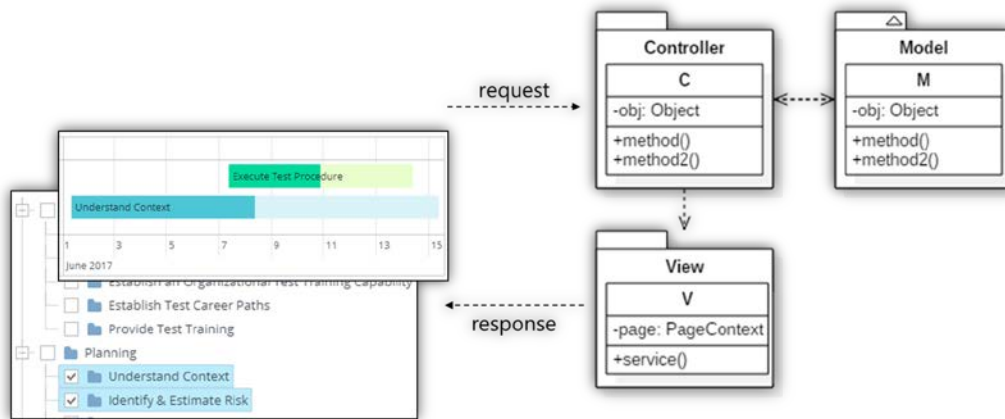 request
Controller
C
-obj: Object
+method()
+method2()
Model
M
-obj: Object
+method()
+method2()
Execute Test Procedure
Understand Context
1 3 5 7 9 11 13 15
June 2017
Establish an Organizational Test Training Capability
Establish Test Career Paths
Provide Test Training
Planning
Understand Context
Identify & Estimate Risk
response
View
V
-page: PageContext
+service()